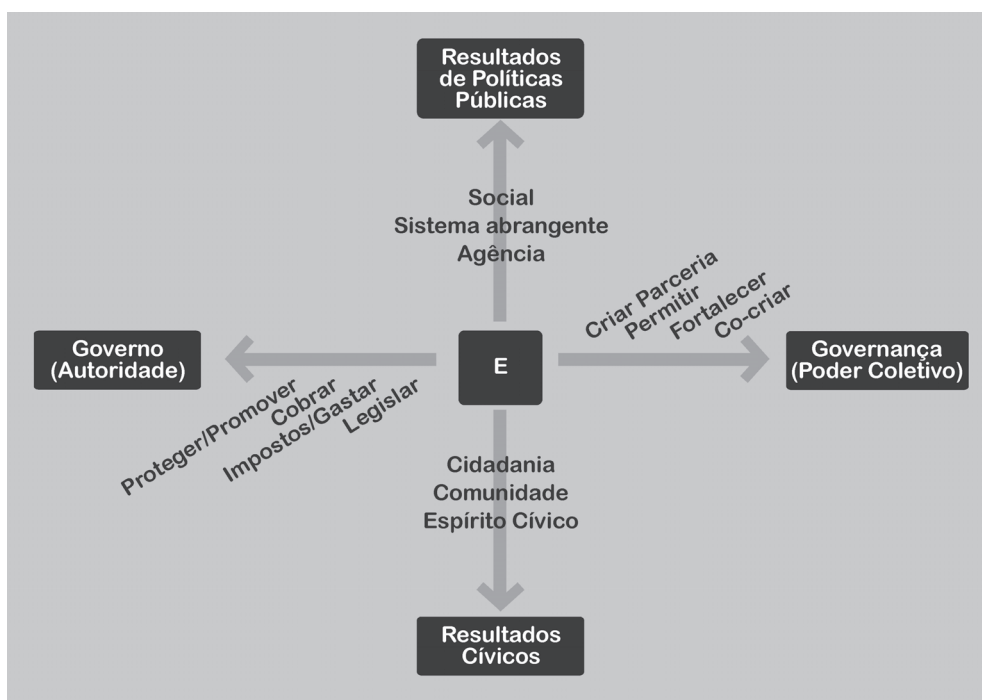 Resultados
de Políticas
Públicas
Social
Sistema abrangente
Agência
Criar Parceria
Permitir
Fortalecer
Co-criar
Governo
(Autoridade)
E
Governança
(Poder Coletivo)
Proteger/Promover
Cobrar
Impostos/Gastar
Legislar
Cidadania
Comunidade
Espírito Cívico
Resultados
Cívicos